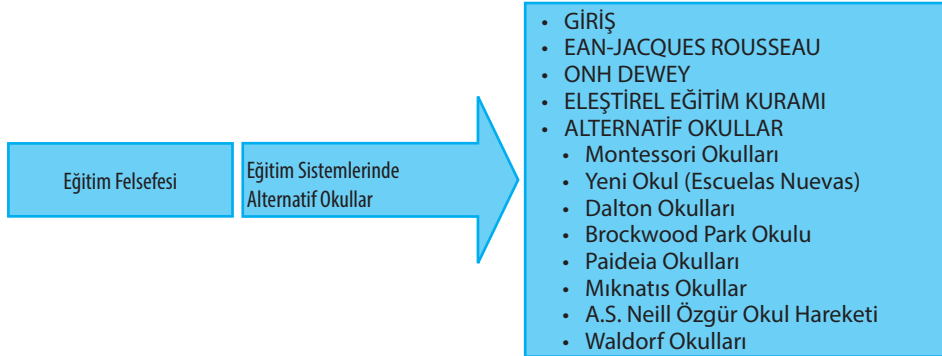 Eğitim Felsefesi
Eğitim Sistemlerinde
Alternatif Okullar
• GİRİŞ
• EAN-JACQUES ROUSSEAU
• ONH DEWEY
• ELEŞTİREL EĞİTİM KURAMI
• ALTERNATİF OKULLAR
• Montessori Okulları
• Yeni Okul (Escuelas Nuevas)
• Dalton Okulları
• Brockwood Park Okulu
• Paideia Okulları
• Mıknatıs Okullar
• A.S. Neill Özgür Okul Hareketi
• Waldorf Okulları